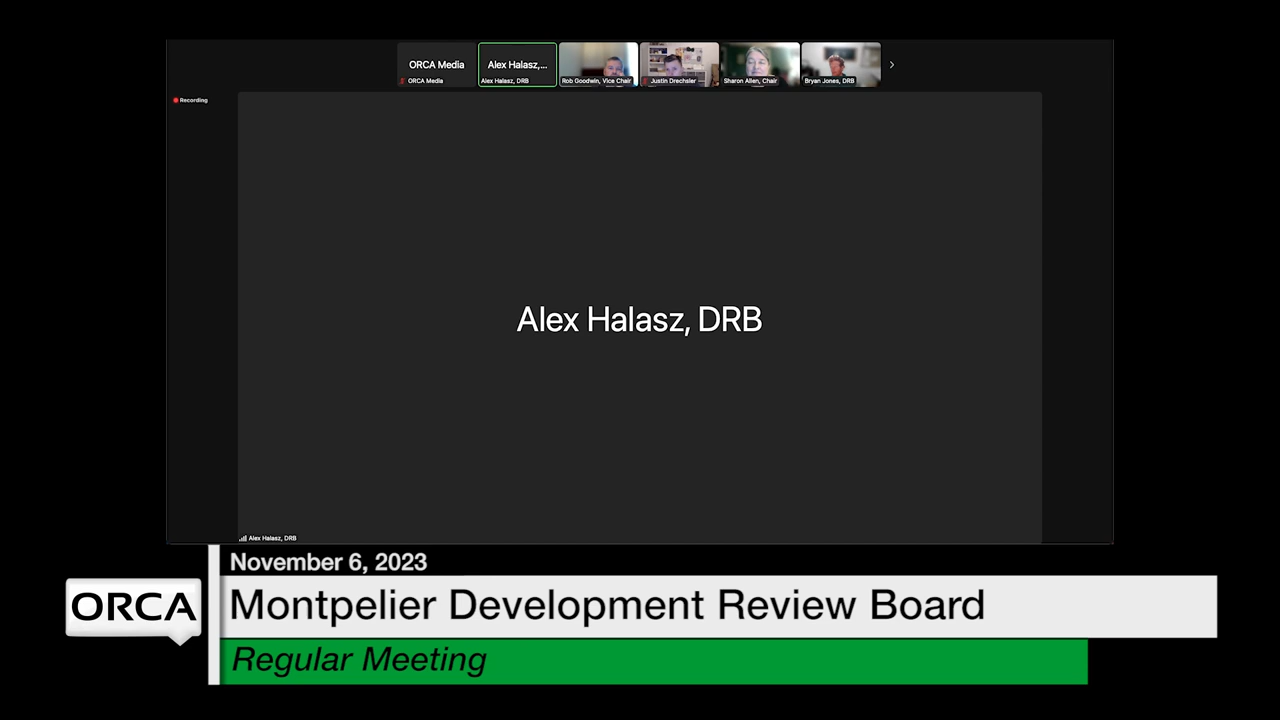 ORCA Media
Alex Halasz,...
ORCA Media
Alex Halasz, DRB
Rob Goodwin, Vice Chair
Justin Drechsler
Sharon Allen, Chair
Bryan Jones, DRB
Recording
Alex Halasz, DRB
Alex Halasz, DRB
November 6, 2023
ORCA
Montpelier Development Review Board
Regular Meeting